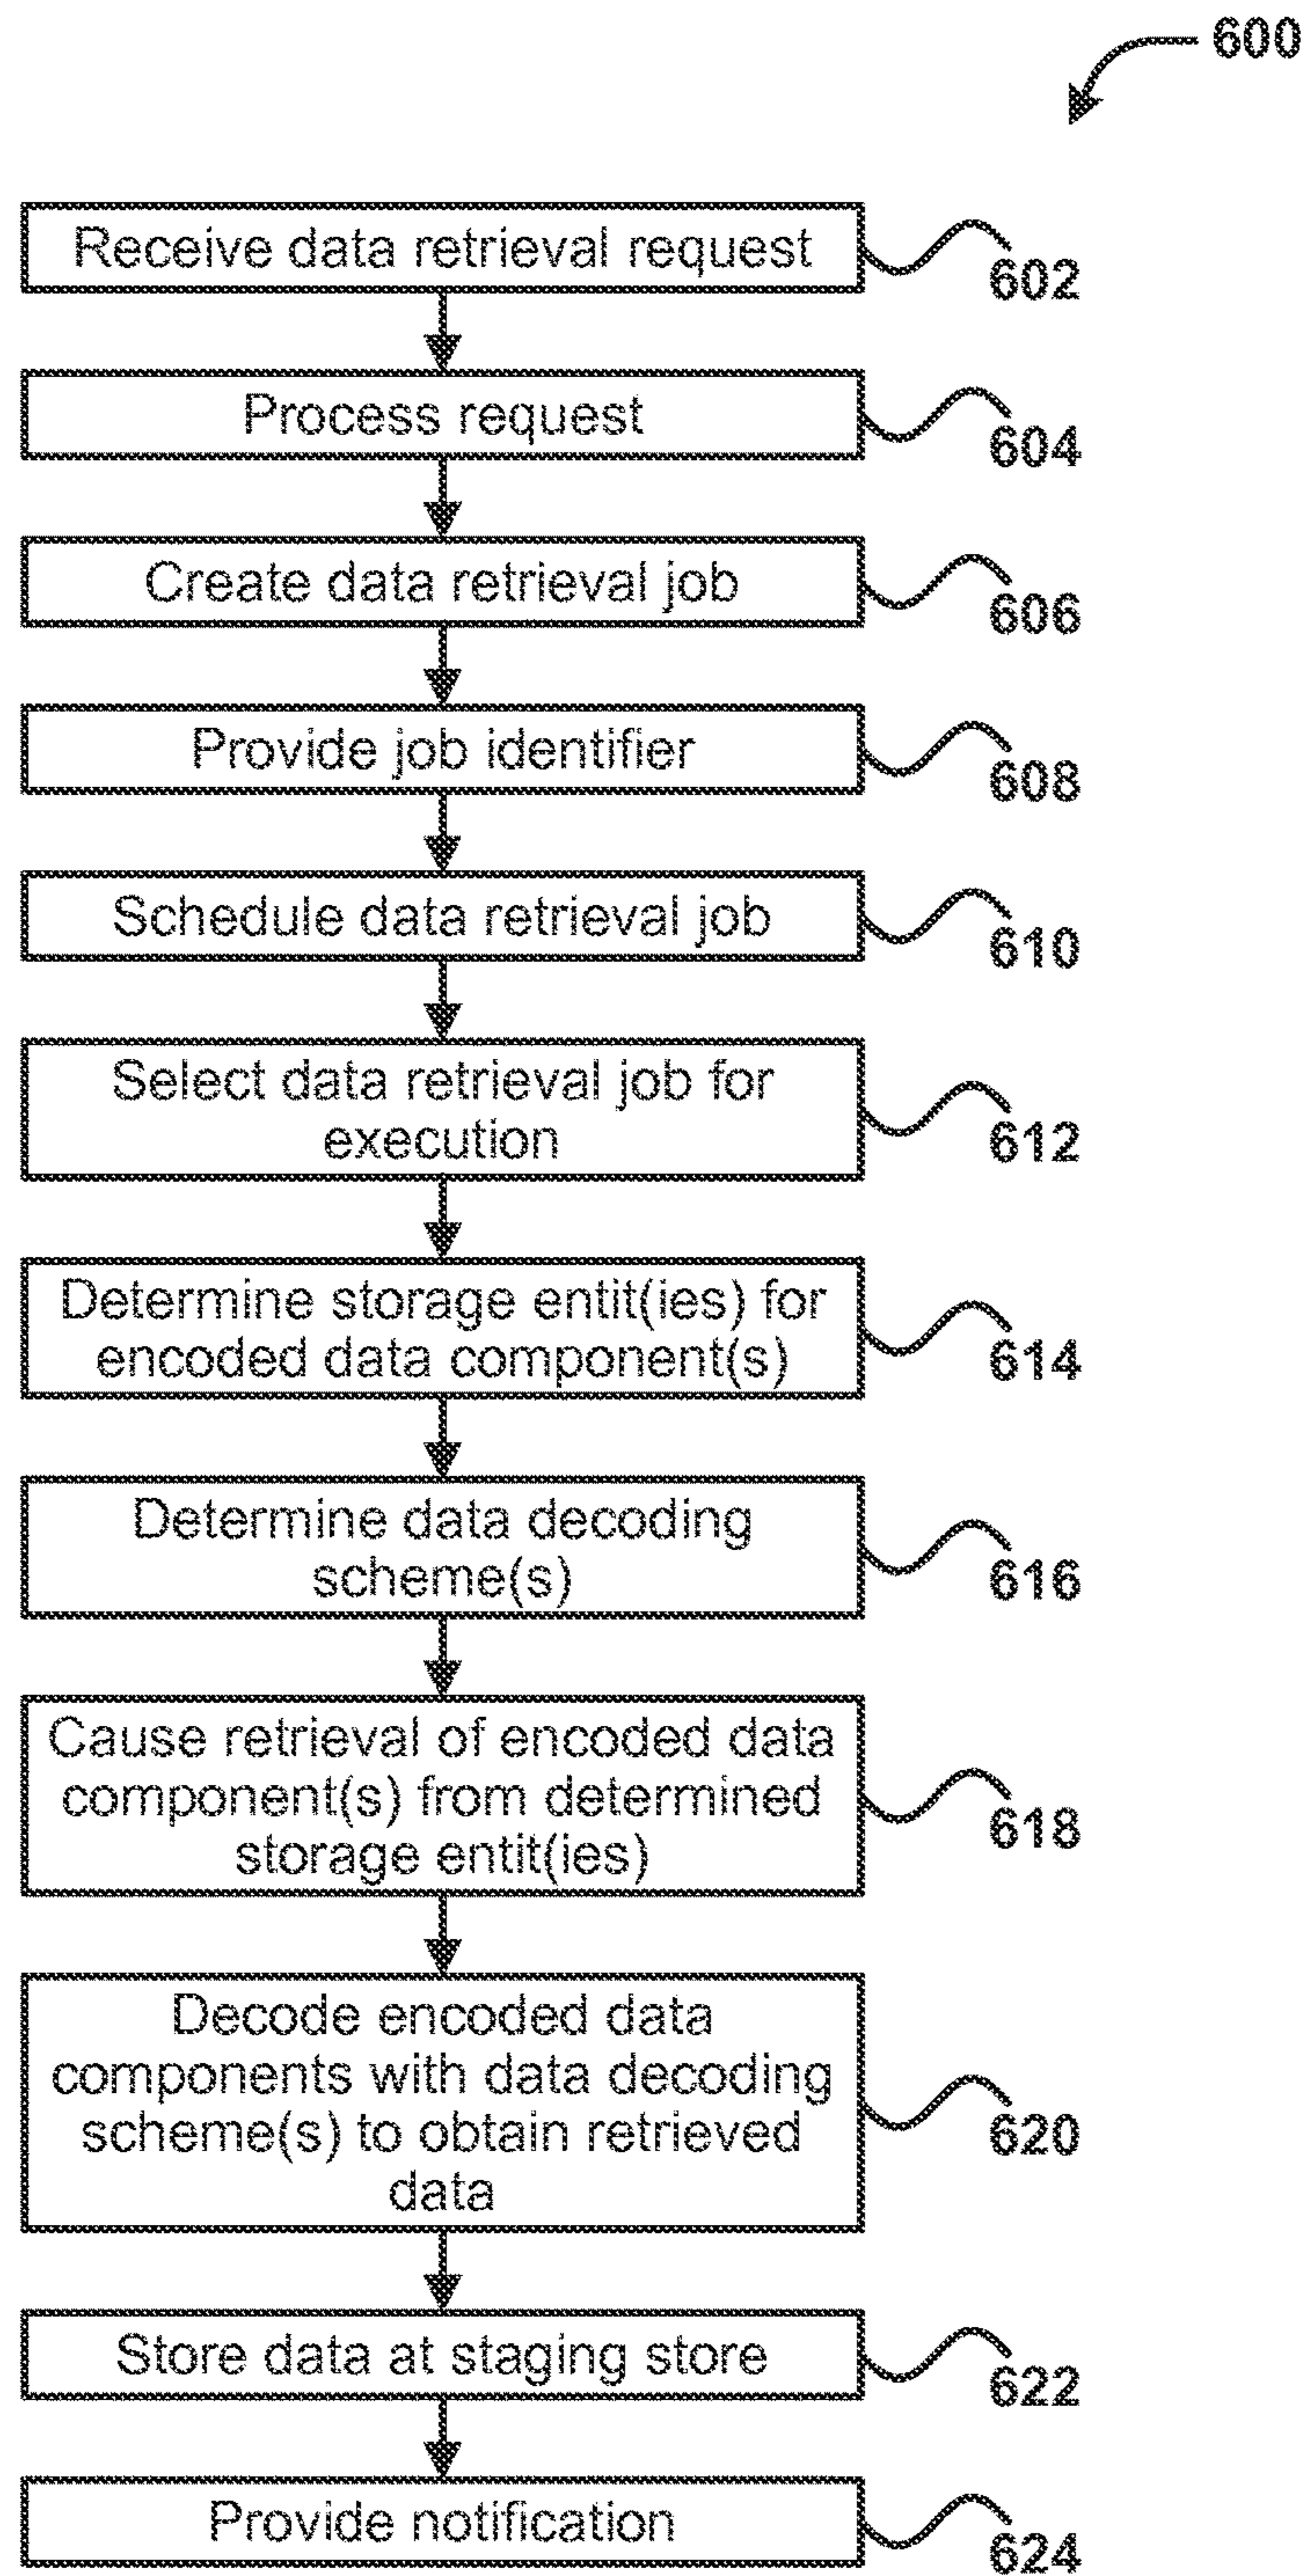 600
Receive data retrieval request
602
Process request
604
Create data retrieval job
606
Provide job identifier
608
Schedule data retrieval job
610
Select data retrieval job for
execution
612
Determine storage entit(ies) for
encoded data component(s)
614
Determine data decoding
scheme(s)
616
Cause retrieval of encoded data
component(s) from determined
storage entit(ies)
618
Decode encoded data
components with data decoding
scheme(s) to obtain retrieved
data
620
Store data at staging store
622
Provide notification
624